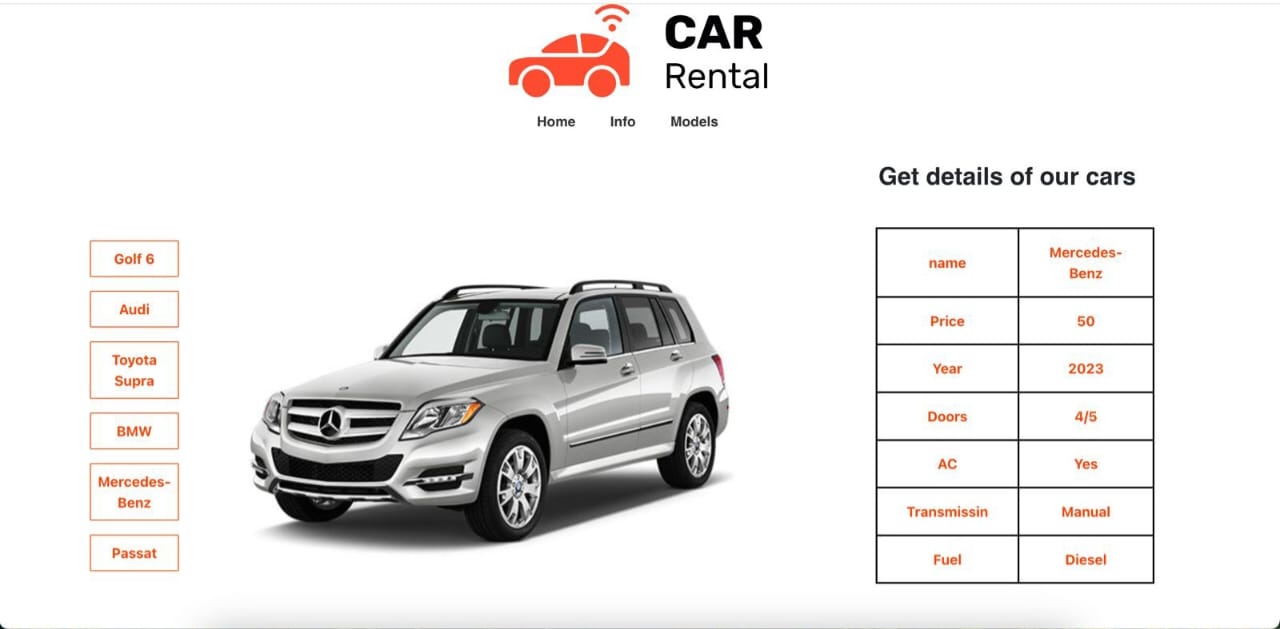 CAR
Rental
Home Info Models
Get details of our cars
Golf 6
Audi
Toyota
Supra
BMW
Mercedes-
Benz
Passat
name Mercedes-
Benz
Price 50
Year 2023
Doors 4/5
AC Yes
Transmissin Manual
Fuel Diesel